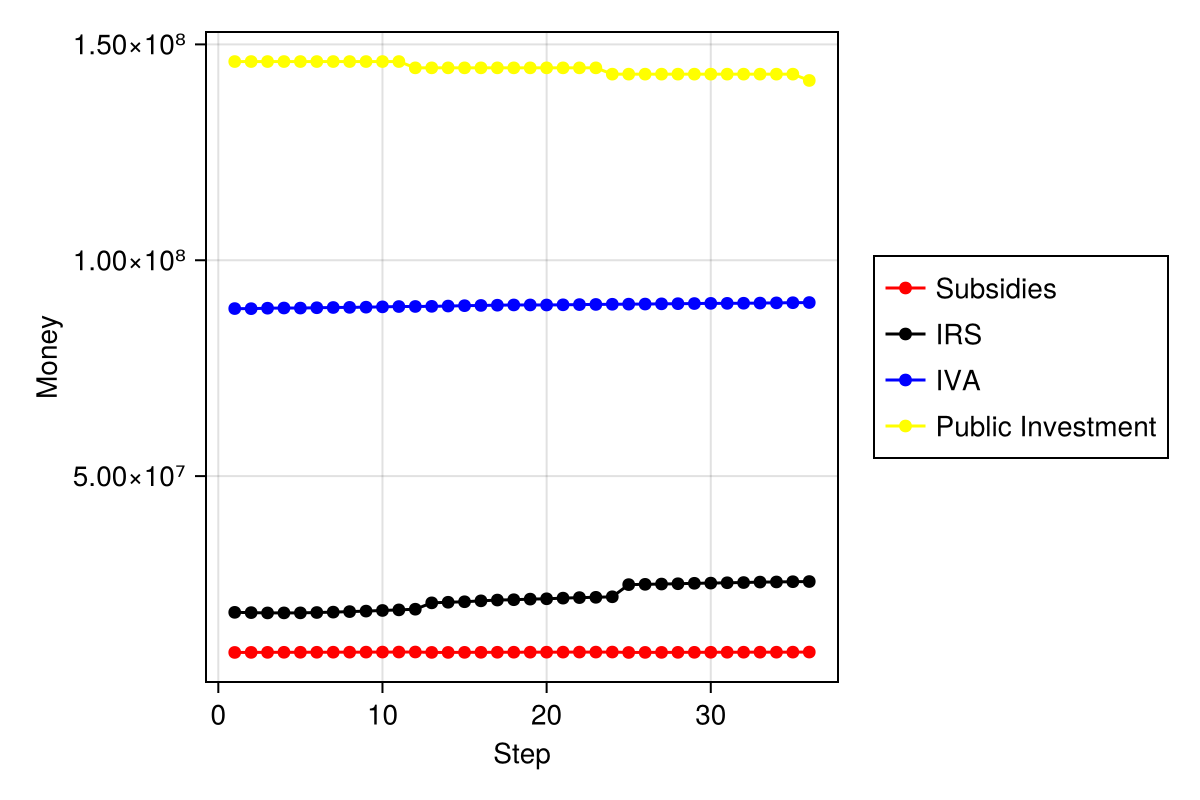 1.50×10⁸
1.00×10⁸
5.00×10⁷
Money
0 10 20 30
Step
Subsidies
IRS
IVA
Public Investment